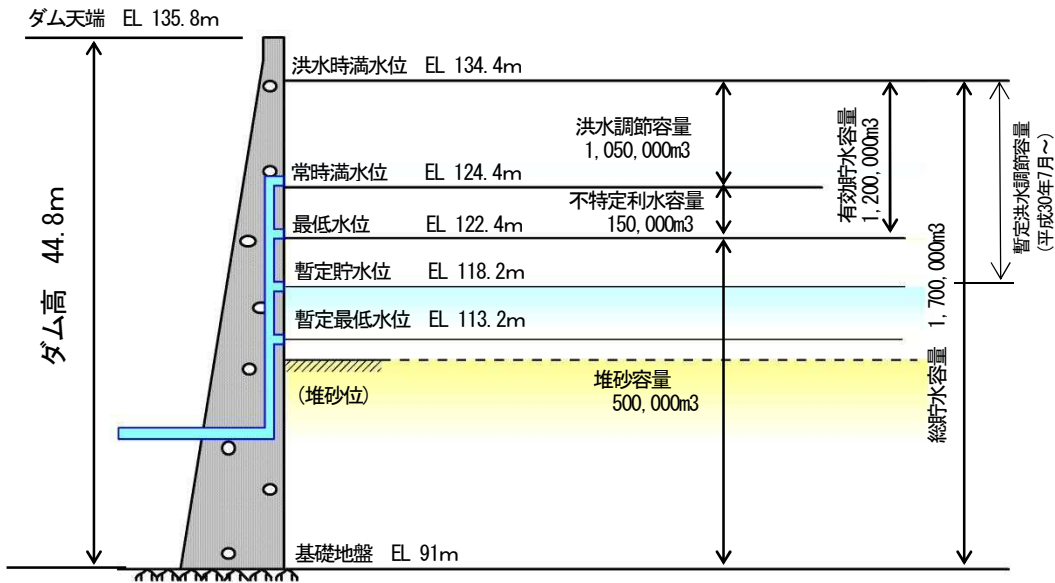 ダム天端 EL 135.8m
洪水時満水位 EL 134.4m
洪水調節容量
1,050,000m3
常時満水位 EL 124.4m
不特定利水容量
150,000m3
最低水位 EL 122.4m
暫定貯水位 EL 118.2m
暫定最低水位 EL 113.2m
(堆砂位)
堆砂容量
500,000m3
基礎地盤 EL 91m
ダム高 44.8m
有効貯水容量
1,200,000m3
総貯水容量 1,700,000m3
暫定洪水調節容量
(平成30年7月～)